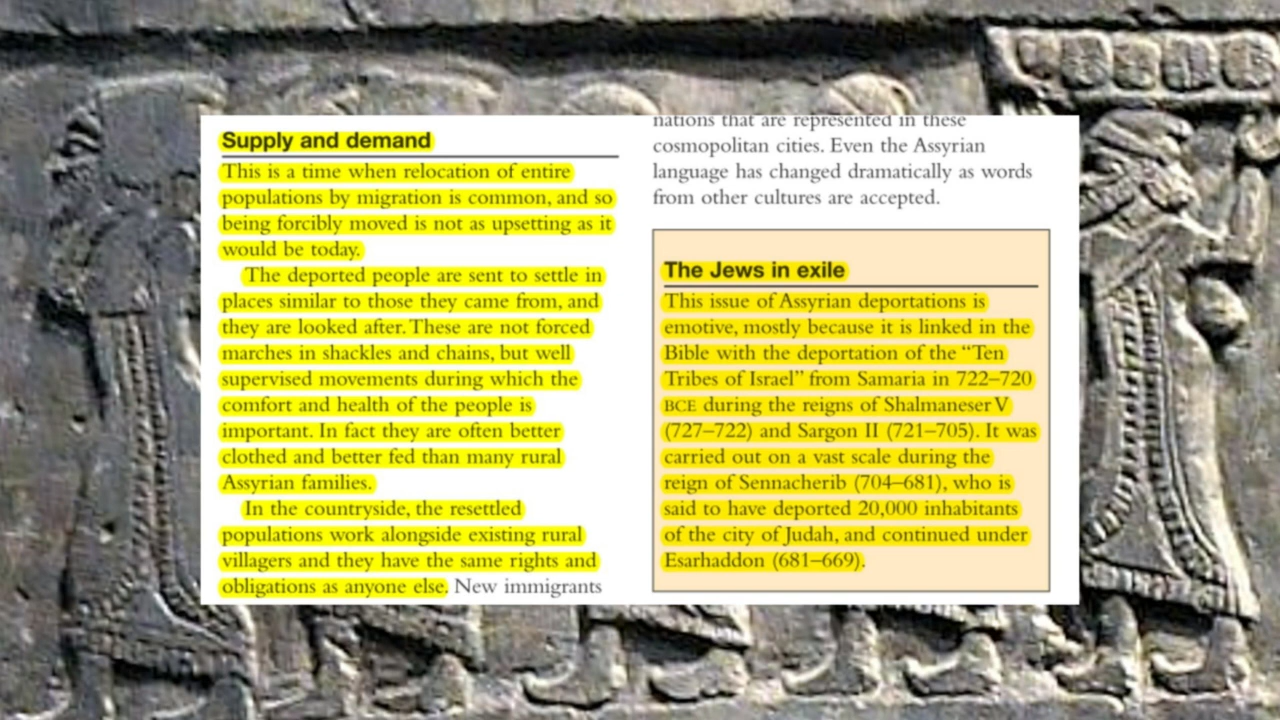 Supply and demand
This is a time when relocation of entire
populations by migration is common, and so
being forcibly moved is not as upsetting as it
would be today.
The deported people are sent to settle in
places similar to those they came from, and
they are looked after. These are not forced
marches in shackles and chains, but well
supervised movements during which the
comfort and health of the people is
important. In fact they are often better
clothed and better fed than many rural
Assyrian families.
In the countryside, the resettled
populations work alongside existing rural
villagers and they have the same rights and
obligations as anyone else. New immigrants
nations that are represented in these
cosmopolitan cities. Even the Assyrian
language has changed dramatically as words
from other cultures are accepted.
The Jews in exile
This issue of Assyrian deportations is
emotive, mostly because it is linked in the
Bible with the deportation of the “Ten
Tribes of Israel” from Samaria in 722–720
BCE during the reigns of Shalmaneser V
(727–722) and Sargon II (721–705). It was
carried out on a vast scale during the
reign of Sennacherib (704–681), who is
said to have deported 20,000 inhabitants
of the city of Judah, and continued under
Esarhaddon (681–669).